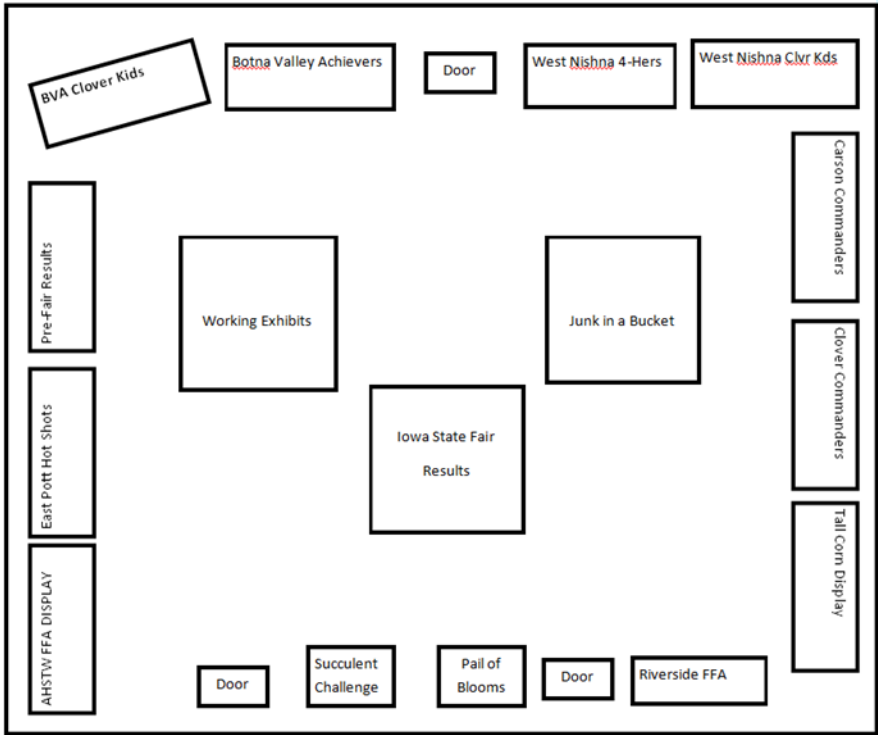 BVA Clover Kids
Botna Valley Achievers
Door
West Nishna 4-Hers
West Nishna Clvr Kds
Carson Commanders
Pre-Fair Results
Working Exhibits
Junk in a Bucket
Clover Commanders
East Pott Hot Shots
Iowa State Fair
Results
Tall Corn Display
AHSTW FFA DISPLAY
Door
Succulent
Challenge
Pail of
Blooms
Door
Riverside FFA